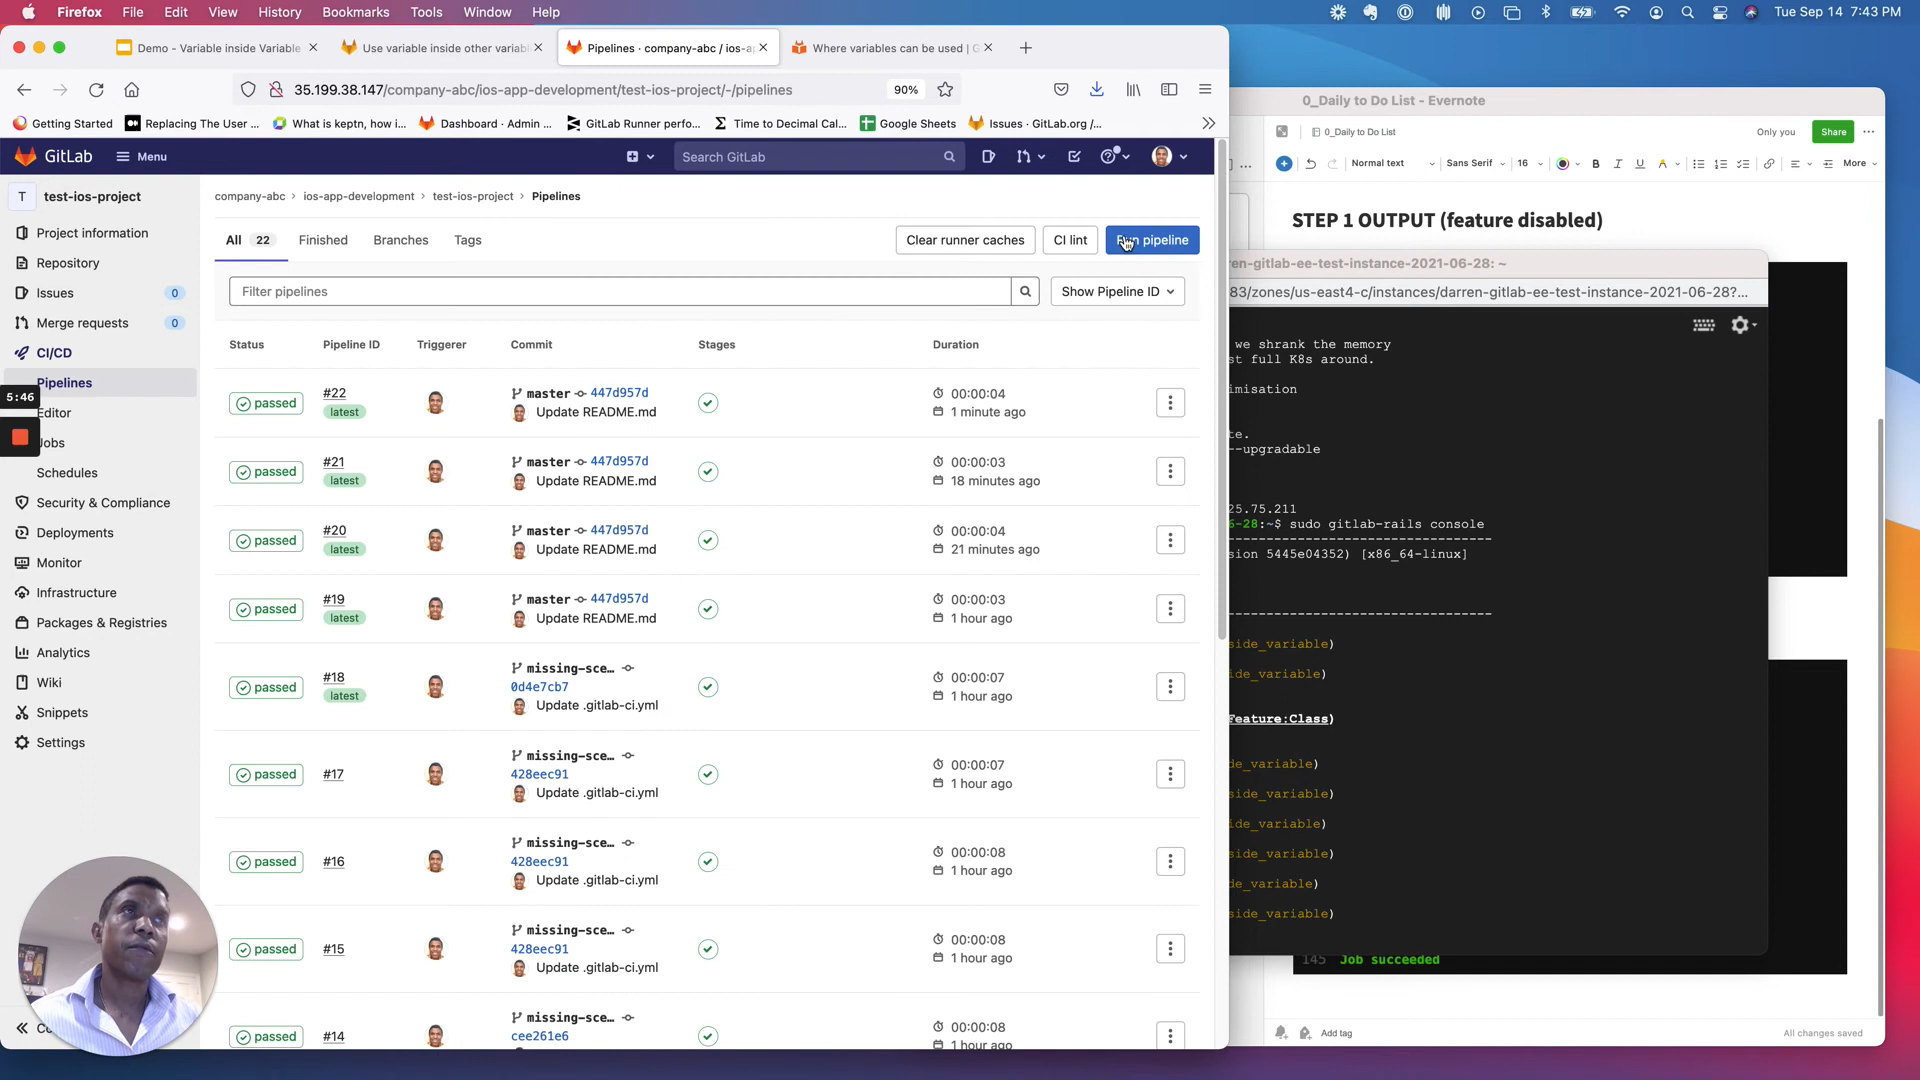 Firefox File Edit View History Bookmarks Tools Window Help Tue Sep 14 7:43 PM
Demo - Variable inside Variable
Use variable inside other variab
Pipelines · company-abc / ios-a
Where variables can be used | G
35.199.38.147/company-abc/ios-app-development/test-ios-project/-/pipelines
90%
Getting Started
Replacing The User ...
What is keptn, how i...
Dashboard · Admin ...
GitLab Runner perfo...
Time to Decimal Cal...
Google Sheets
Issues · GitLab.org /...
GitLab Menu
Search GitLab
T test-ios-project
Project information
Repository
Issues 0
Merge requests 0
CI/CD
Pipelines
5:46
Editor
Jobs
Schedules
Security & Compliance
Deployments
Monitor
Infrastructure
Packages & Registries
Analytics
Wiki
Snippets
Settings
company-abc › ios-app-development › test-ios-project › Pipelines
All 22 Finished Branches Tags
Clear runner caches CI lint Run pipeline
Filter pipelines
Show Pipeline ID
Status Pipeline ID Triggerer Commit Stages Duration
passed #22 master 447d957d 00:00:04
latest Update README.md 1 minute ago
passed #21 master 447d957d 00:00:03
latest Update README.md 18 minutes ago
passed #20 master 447d957d 00:00:04
latest Update README.md 21 minutes ago
passed #19 master 447d957d 00:00:03
latest Update README.md 1 hour ago
passed #18 missing-sce... 00:00:07
0d4e7cb7
latest Update .gitlab-ci.yml 1 hour ago
passed #17 missing-sce... 00:00:07
428eec91
Update .gitlab-ci.yml 1 hour ago
passed #16 missing-sce... 00:00:08
428eec91
Update .gitlab-ci.yml 1 hour ago
passed #15 missing-sce... 00:00:08
428eec91
Update .gitlab-ci.yml 1 hour ago
passed #14 missing-sce... 00:00:08
cee261e6
1 hour ago
0_Daily to Do List - Evernote
0_Daily to Do List
Only you Share
Normal text Sans Serif 16 B I U A More
STEP 1 OUTPUT (feature disabled)
ren-gitlab-ee-test-instance-2021-06-28: ~
83/zones/us-east4-c/instances/darren-gitlab-ee-test-instance-2021-06-28?...
we shrank the memory
st full K8s around.
imisation
te.
--upgradable
25.75.211
6-28:~$ sudo gitlab-rails console
--------------------------------
sion 5445e04352) [x86_64-linux]
--------------------------------
side_variable)
ide_variable)
Feature:Class)
de_variable)
side_variable)
ide_variable)
side_variable)
de_variable)
side_variable)
145 Job succeeded
Add tag
All changes saved